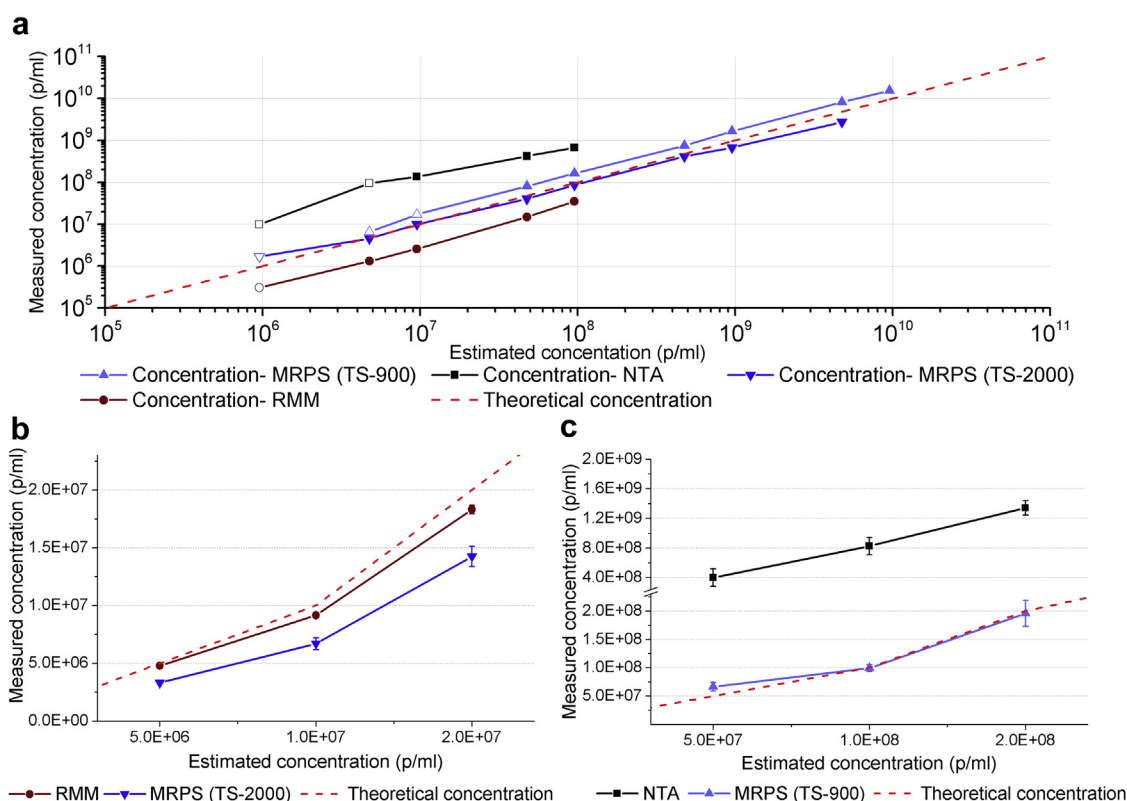 a
Measured concentration (p/ml)
10^11
10^10
10^9
10^8
10^7
10^6
10^5
10^5 10^6 10^7 10^8 10^9 10^10 10^11
Estimated concentation (p/ml)
Concentration- MRPS (TS-900) Concentration- NTA Concentration- MRPS (TS-2000)
Concentration- RMM Theoretical concentration
b
Measured concentration (p/ml)
2.0E+07
1.5E+07
1.0E+07
5.0E+06
0.0E+00
5.0E+06 1.0E+07 2.0E+07
Estimated concentration (p/ml)
RMM MRPS (TS-2000) Theoretical concentration
c
Measured concentration (p/ml)
2.0E+09
1.6E+09
1.2E+09
8.0E+08
4.0E+08
2.0E+08
1.0E+08
5.0E+07
5.0E+07 1.0E+08 2.0E+08
Estimated concentration (p/ml)
NTA MRPS (TS-900) Theoretical concentration